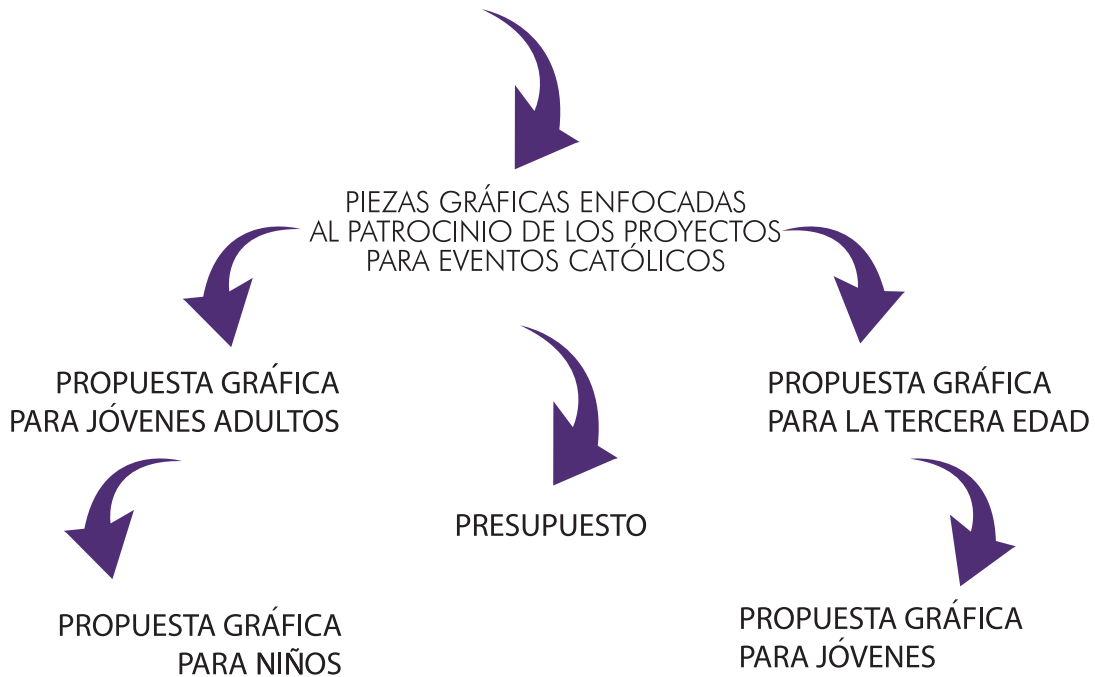 PIEZAS GRÁFICAS ENFOCADAS
AL PATROCINIO DE LOS PROYECTOS
PARA EVENTOS CATÓLICOS
PROPUESTA GRÁFICA
PARA JÓVENES ADULTOS
PROPUESTA GRÁFICA
PARA LA TERCERA EDAD
PRESUPUESTO
PROPUESTA GRÁFICA
PARA NIÑOS
PROPUESTA GRÁFICA
PARA JÓVENES